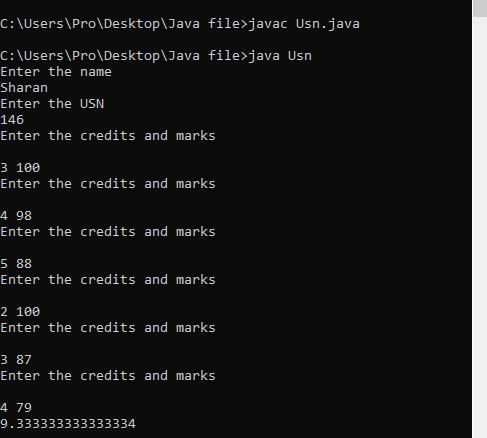 C:\Users\Pro\Desktop\Java file>javac Usn.java
C:\Users\Pro\Desktop\Java file>java Usn
Enter the name
Sharan
Enter the USN
146
Enter the credits and marks
3 100
Enter the credits and marks
4 98
Enter the credits and marks
5 88
Enter the credits and marks
2 100
Enter the credits and marks
3 87
Enter the credits and marks
4 79
9.333333333333334